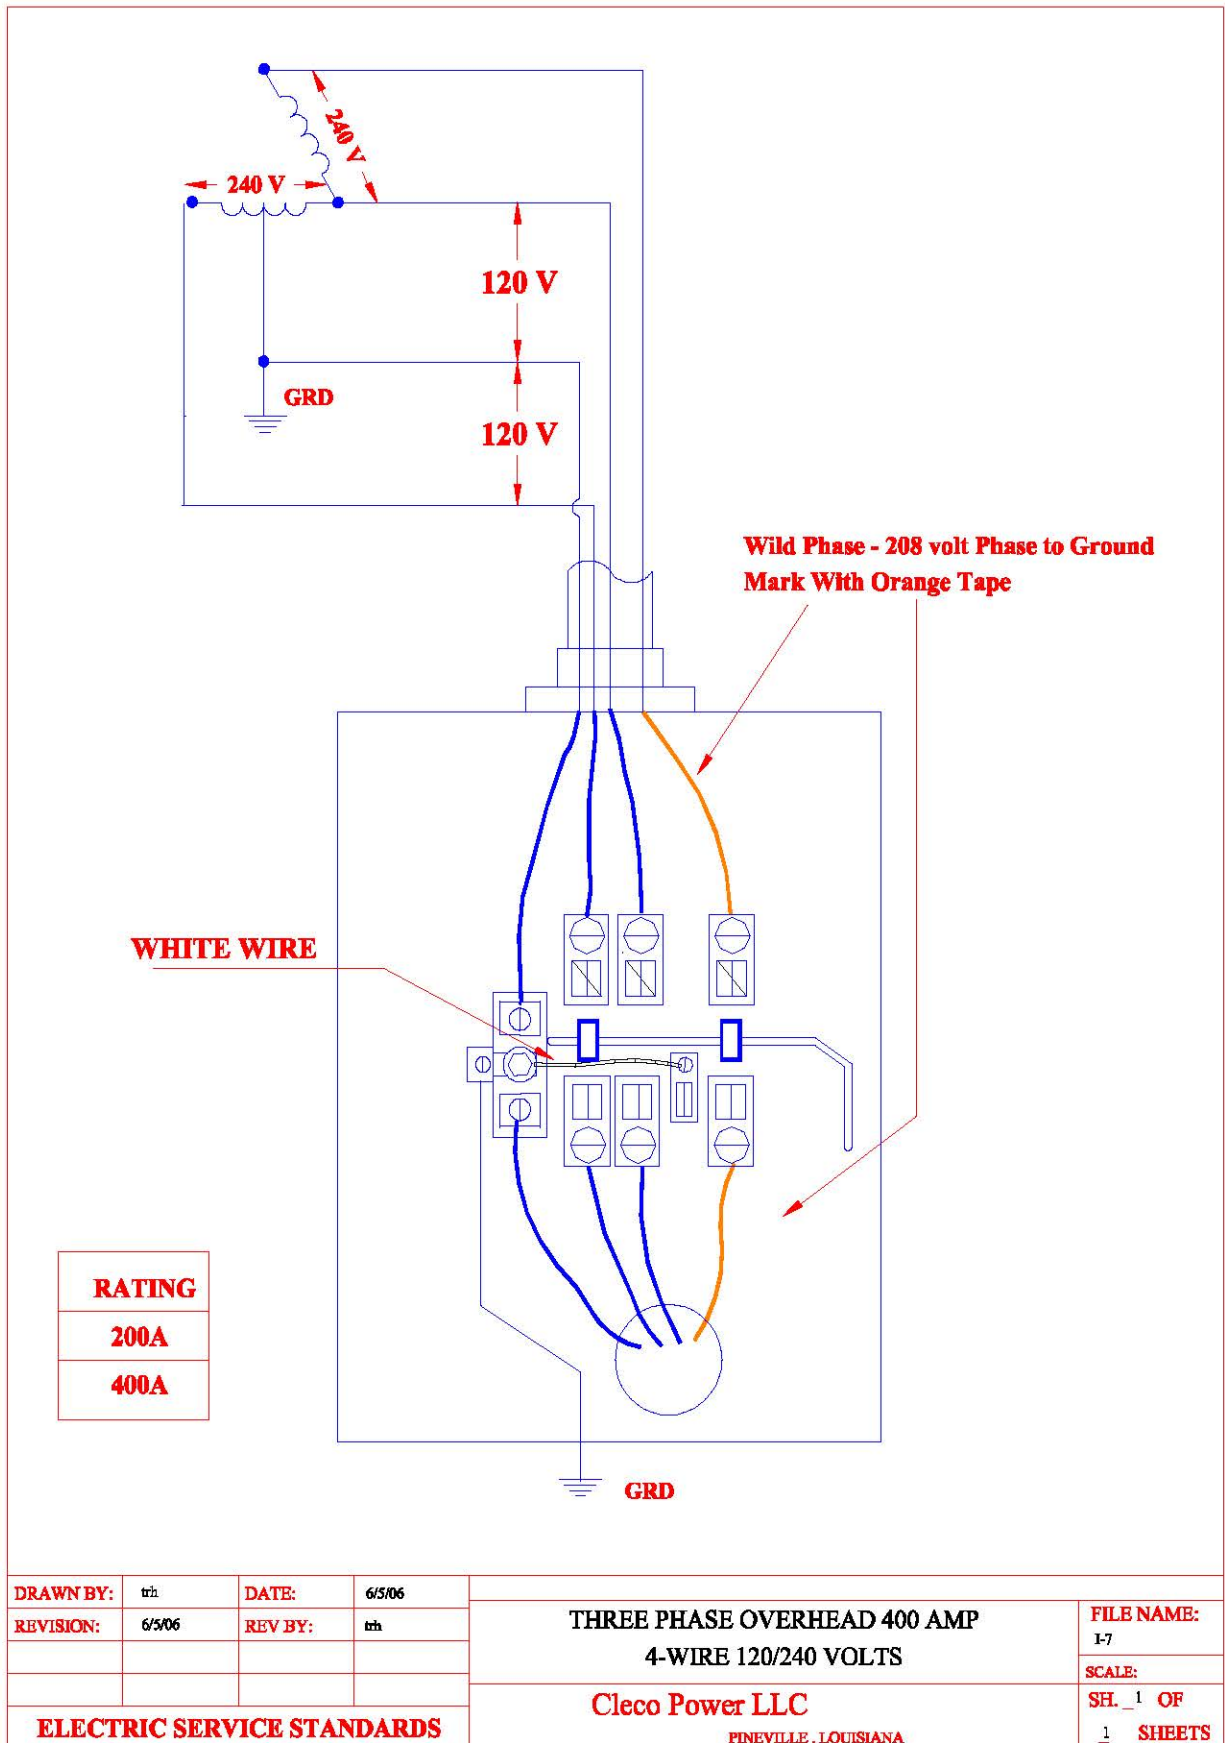 240 V
240 V
120 V
GRD
120 V
Wild Phase - 208 volt Phase to Ground
Mark With Orange Tape
WHITE WIRE
RATING
200A
400A
GRD
DRAWN BY: trh DATE: 6/5/06
REVISION: 6/5/06 REV BY: trh
THREE PHASE OVERHEAD 400 AMP
4-WIRE 120/240 VOLTS
FILE NAME:
I-7
SCALE:
ELECTRIC SERVICE STANDARDS
Cleco Power LLC
PINEVILLE, LOUISIANA
SH. 1 OF
1 SHEETS